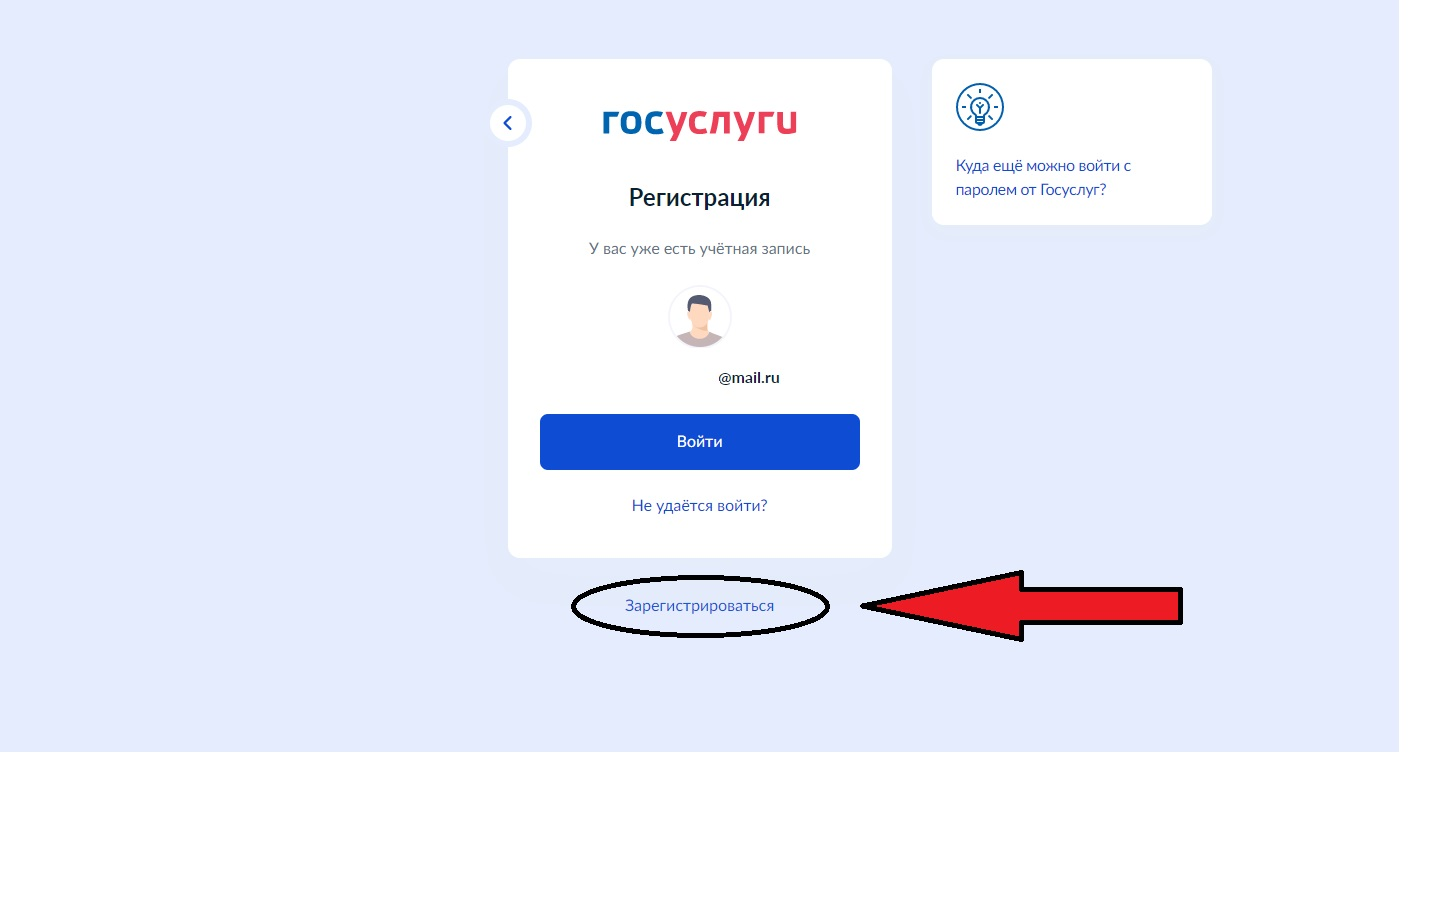 госуслуги
Регистрация
У вас уже есть учётная запись
@mail.ru
Войти
Не удаётся войти?
Зарегистрироваться
Куда ещё можно войти с
паролем от Госуслуг?